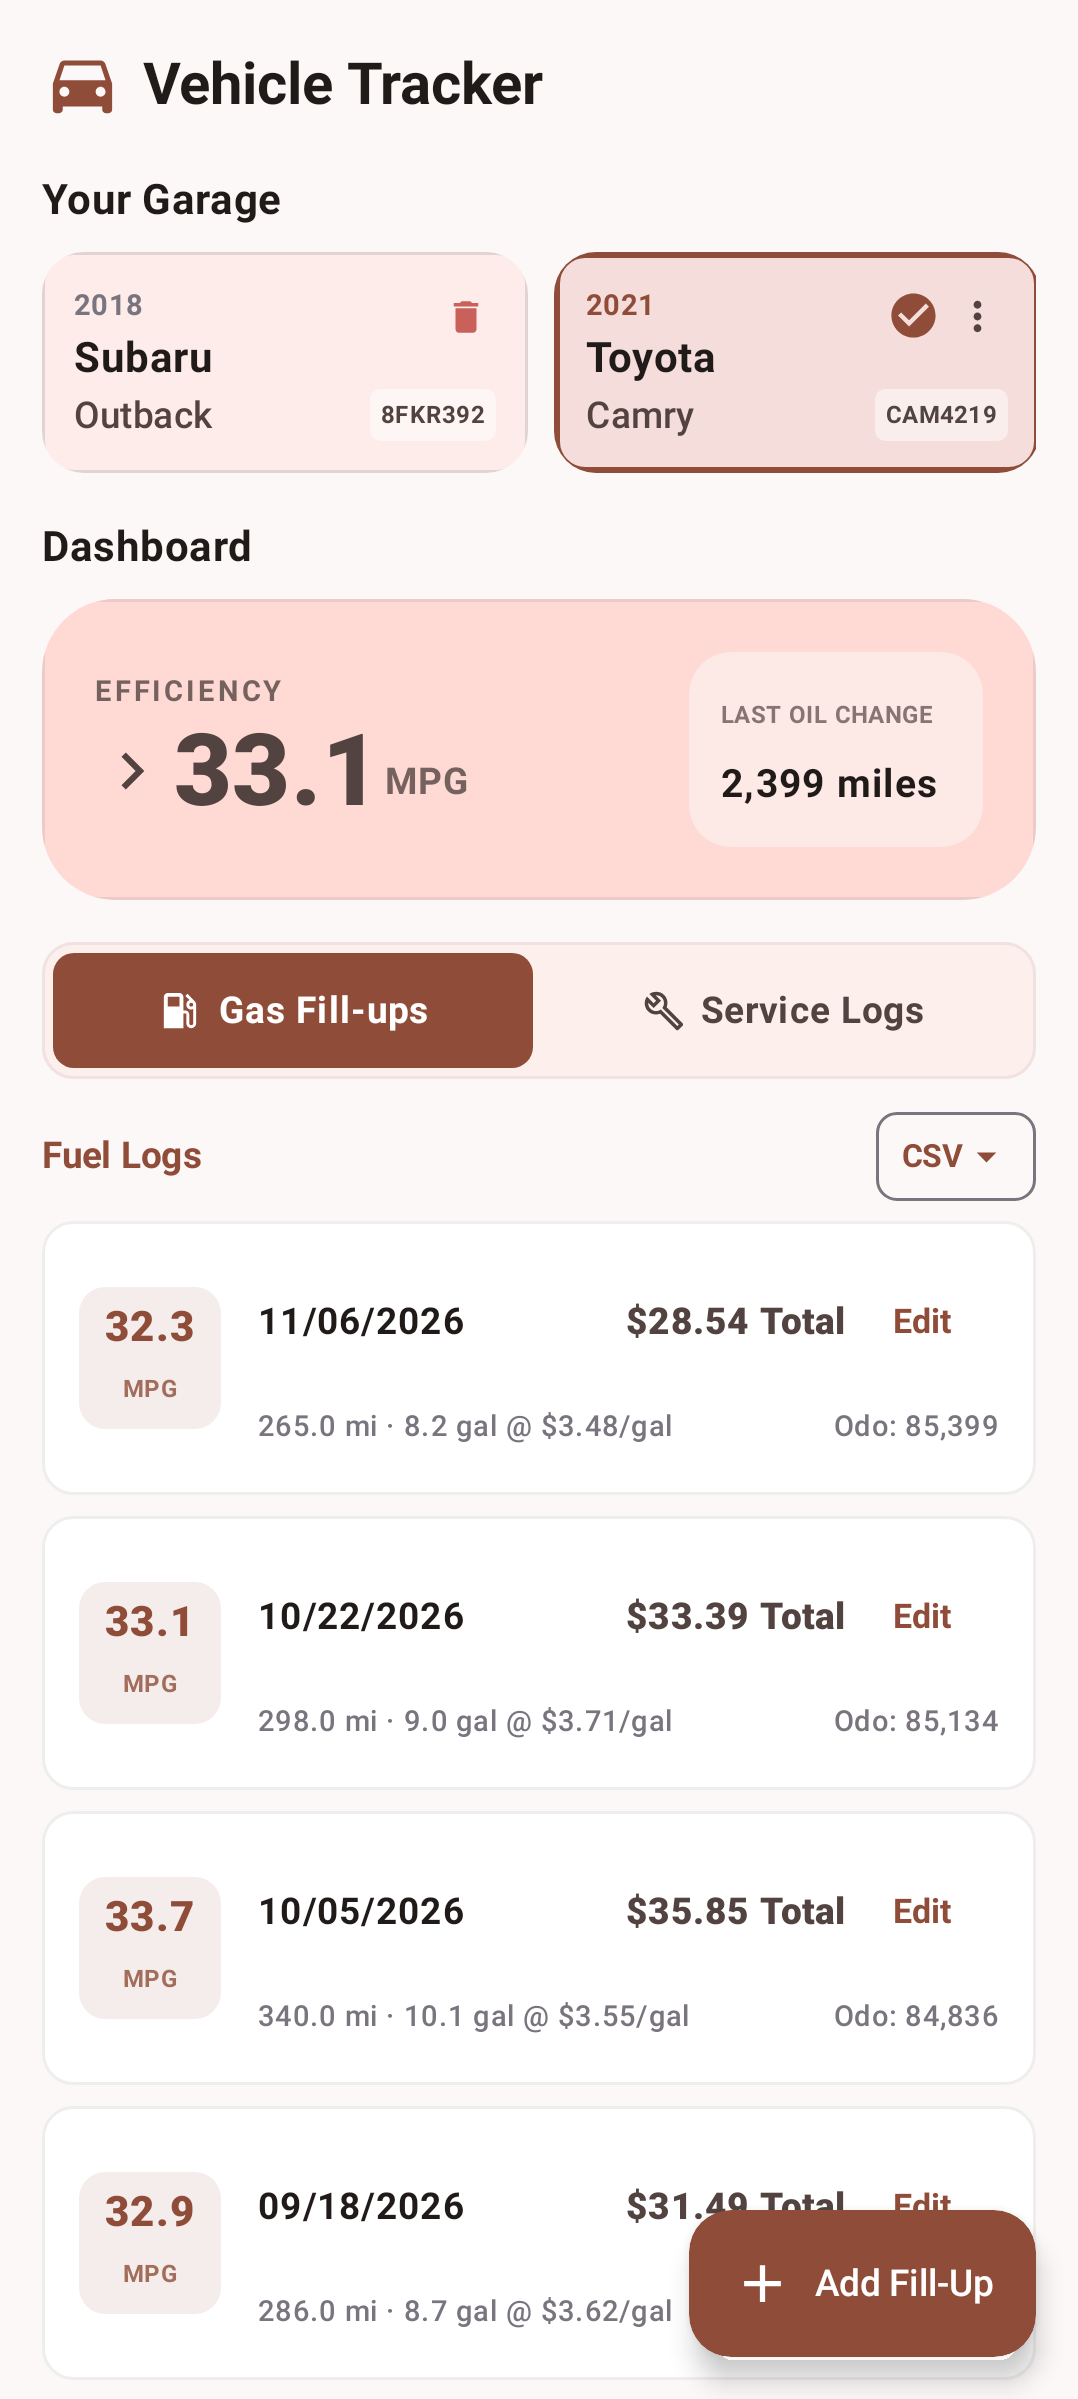 Vehicle Tracker
Your Garage
2018
Subaru
Outback
8FKR392
2021
Toyota
Camry
CAM4219
Dashboard
EFFICIENCY
33.1 MPG
LAST OIL CHANGE
2,399 miles
Gas Fill-ups
Service Logs
Fuel Logs
CSV
32.3
MPG
11/06/2026
$28.54 Total
Edit
265.0 mi · 8.2 gal @ $3.48/gal
Odo: 85,399
33.1
MPG
10/22/2026
$33.39 Total
Edit
298.0 mi · 9.0 gal @ $3.71/gal
Odo: 85,134
33.7
MPG
10/05/2026
$35.85 Total
Edit
340.0 mi · 10.1 gal @ $3.55/gal
Odo: 84,836
32.9
MPG
09/18/2026
$31.49 Total
Edit
286.0 mi · 8.7 gal @ $3.62/gal
Add Fill-Up